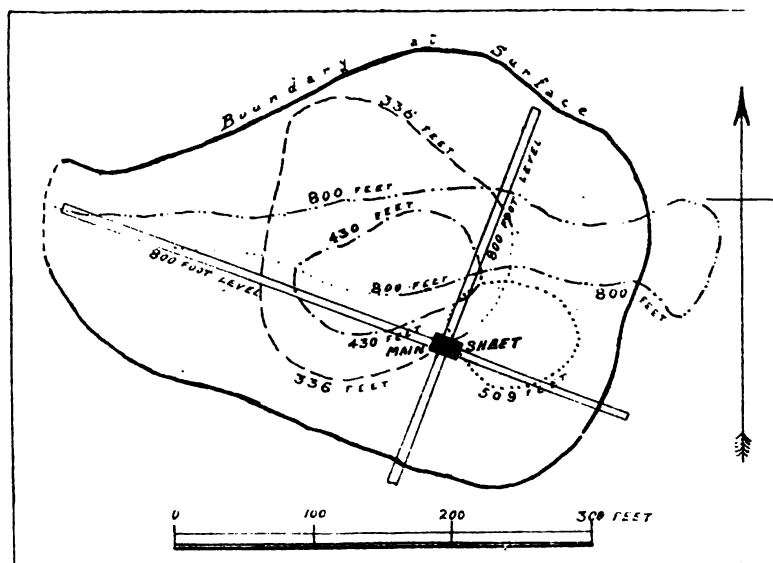 Boundary at Surface
336 FEET
800 FEET
800 FOOT LEVEL
430 FEET
800 FOOT LEVEL
800 FEET
800 FEET
430 FEET
MAIN SHAFT
336 FEET
509 FEET
0 100 200 300 FEET